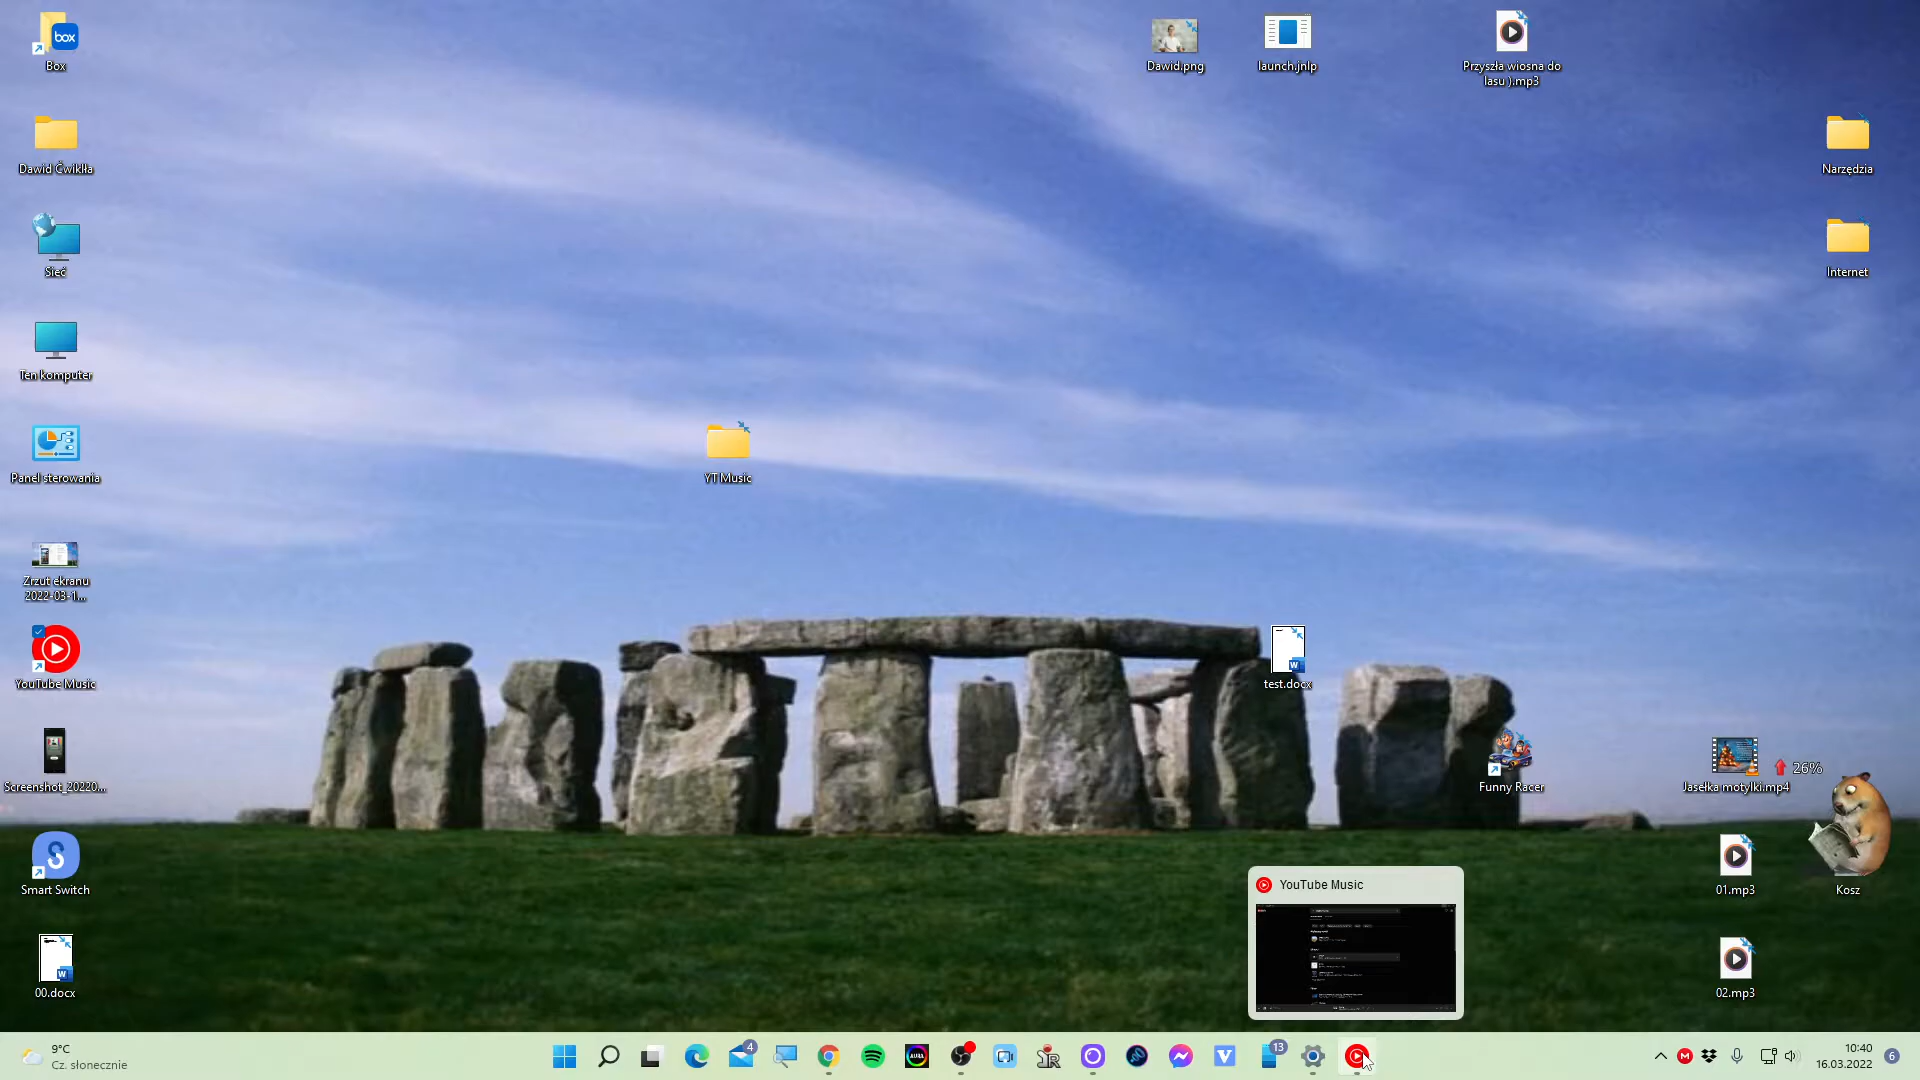 Box
Dawid Ćwiklła
Sieć
Ten komputer
Panel sterowania
Zrzut ekranu
2022-03-1...
YouTube Music
Screenshot_20220...
Smart Switch
00.docx
Dawid.png
launch.jnlp
Przyszła wiosna do
lasu ).mp3
Narzędzia
Internet
YT Music
test.docx
Funny Racer
Jasełka motylki.mp4
26%
01.mp3
Kosz
02.mp3
YouTube Music
9°C
Cz. słonecznie
4
13
10:40
16.03.2022
6